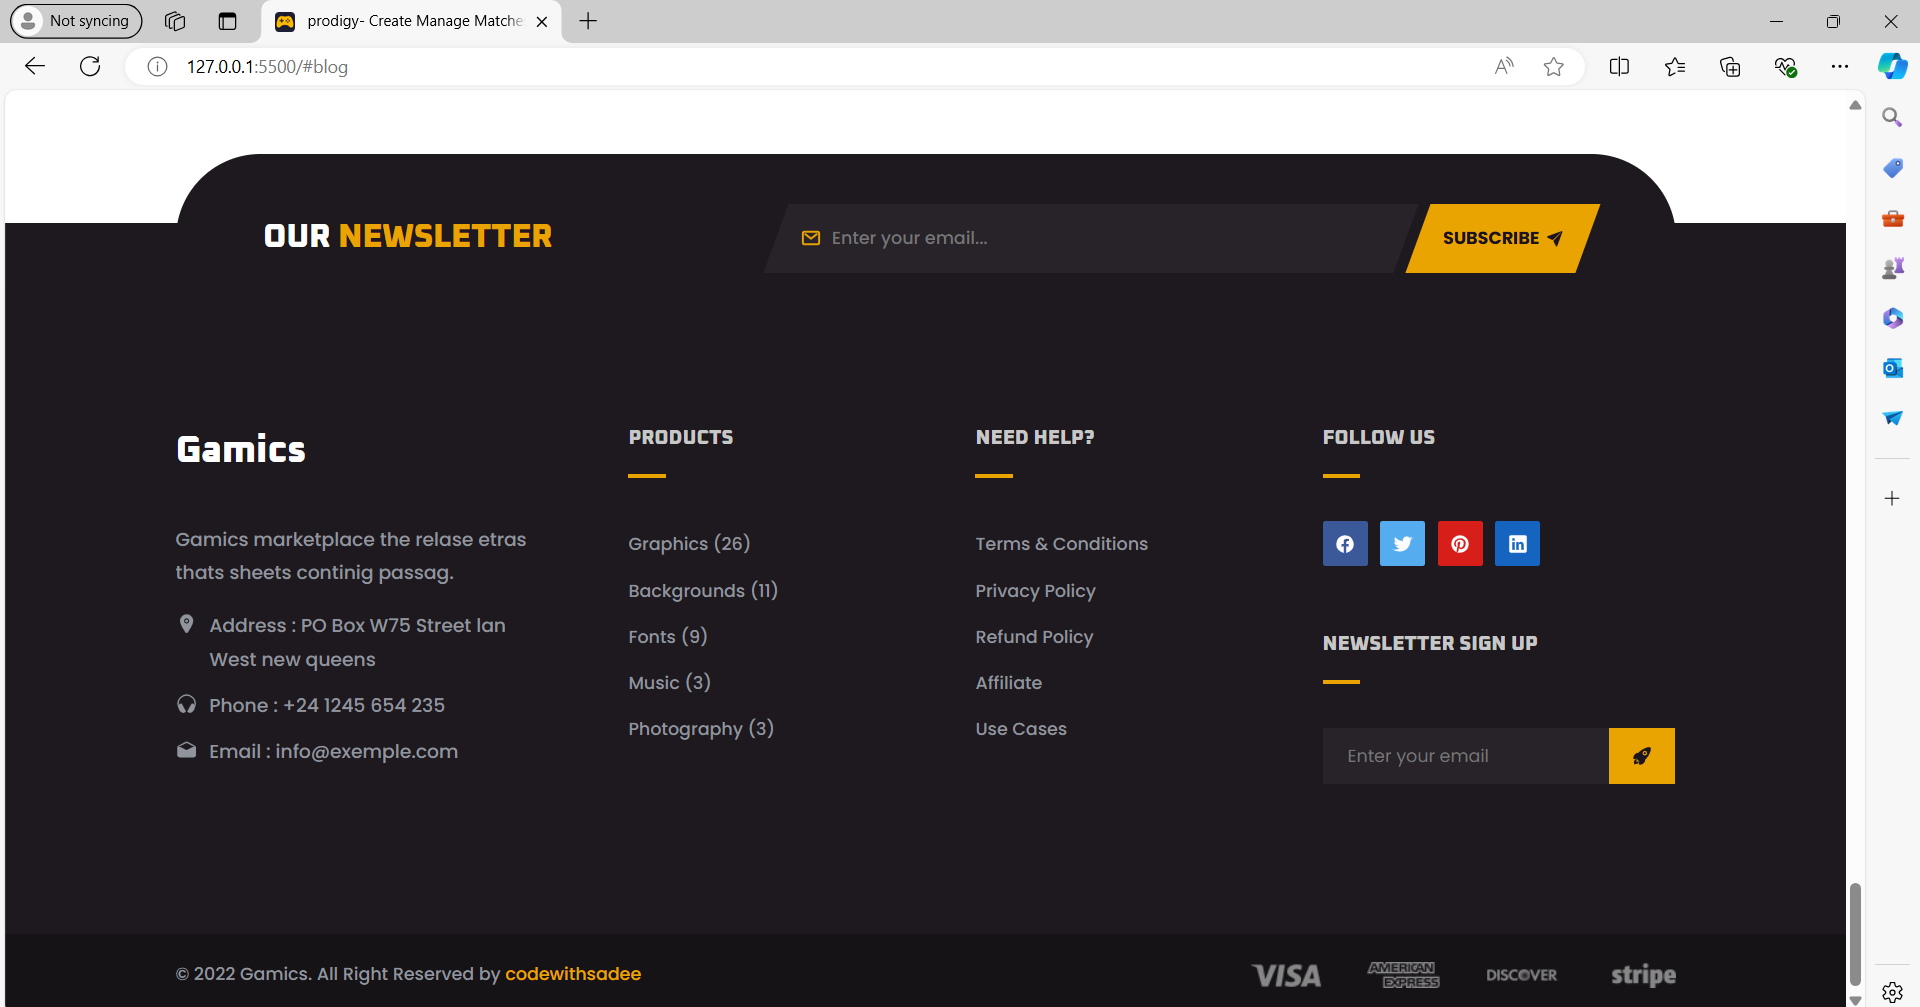 Not syncing
prodigy- Create Manage Matche
127.0.0.1:5500/#blog
OUR NEWSLETTER
Enter your email...
SUBSCRIBE
Gamics
Gamics marketplace the relase etras
thats sheets continig passag.
Address : PO Box W75 Street lan
West new queens
Phone : +24 1245 654 235
Email : info@exemple.com
PRODUCTS
Graphics (26)
Backgrounds (11)
Fonts (9)
Music (3)
Photography (3)
NEED HELP?
Terms & Conditions
Privacy Policy
Refund Policy
Affiliate
Use Cases
FOLLOW US
NEWSLETTER SIGN UP
Enter your email
© 2022 Gamics. All Right Reserved by codewithsadee
VISA
AMERICAN
EXPRESS
DISCOVER
stripe